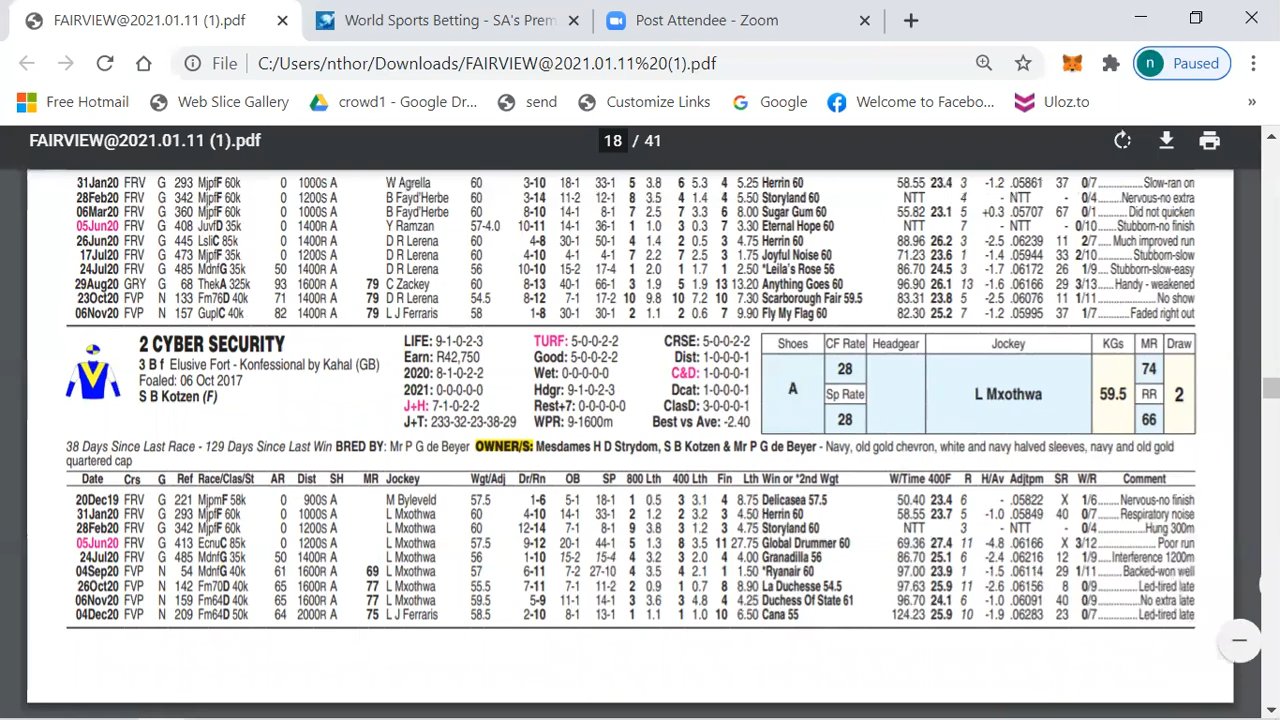 FAIRVIEW@2021.01.11 (1).pdf
World Sports Betting - SA's Prem
Post Attendee - Zoom
File C:/Users/nthor/Downloads/FAIRVIEW@2021.01.11%20(1).pdf n Paused
Free Hotmail Web Slice Gallery crowd1 - Google Dr... send Customize Links Google Welcome to Facebo... Uloz.to »
FAIRVIEW@2021.01.11 (1).pdf 18 / 41
31Jan20 FRV G 293 MjpfF 60k 0 1000S A W Agrella 60 3-10 18-1 33-1 5 3.8 6 5.3 4 5.25 Herrin 60 58.55 23.4 3 -1.2 .05861 37 0/7 Slow-ran on
28Feb20 FRV G 342 MjpfF 60k 0 1200S A B Fayd'Herbe 60 3-14 11-2 12-1 8 3.5 4 1.4 5 0.50 Storyland 60 NTT 4 - NTT - 0/4 Nervous-no extra
06Mar20 FRV G 360 MjpfF 60k 0 1000S A B Fayd'Herbe 60 8-10 14-1 8-1 7 2.5 7 3.3 6 8.00 Sugar Gum 60 55.82 23.1 5 +0.3 .05707 67 0/1 Did not quicken
05Jun20 FRV G 408 JuvfD 35k 0 1400R A Y Ramzan 57-4.0 10-11 14-1 36-1 1 1.0 3 0.3 7 3.30 Eternal Hope 60 NTT 7 - NTT - 0/10 Stubborn-no finish
26Jun20 FRV G 445 LsliC 85k 0 1400R A D R Lerena 60 4-8 30-1 50-1 4 1.4 2 0.5 3 4.75 Herrin 60 88.96 26.2 3 -2.5 .06239 11 2/7 Much improved run
17Jul20 FRV G 473 MjpfF 35k 0 1200R A D R Lerena 60 4-10 4-1 4-1 7 2.2 7 2.5 3 1.75 Joyful Noise 60 71.23 23.6 1 -1.4 .05944 33 2/10 Stubborn-slow
24Jul20 FRV G 485 MdnfG 35k 50 1400R A D R Lerena 56 10-10 15-2 17-4 1 2.0 1 1.7 1 2.50 *Leila's Rose 56 86.70 24.5 3 -1.7 .06172 26 1/9 Stubborn-slow-easy
29Aug20 GRY G 68 ThekA 325k 93 1600R A 79 C Zackey 60 8-13 40-1 66-1 3 1.9 5 1.9 13 13.20 Anything Goes 60 96.90 26.1 13 -1.6 .06166 29 3/13 Handy - weakened
23Oct20 FVP N 133 Fm76D 40k 71 1400R A 79 D R Lerena 54.5 8-12 7-1 17-2 10 9.8 10 7.2 10 7.30 Scarborough Fair 59.5 83.31 23.8 5 -2.5 .06076 11 1/11 No show
06Nov20 FVP N 157 GuplC 40k 82 1400R A 79 L J Ferraris 58 1-8 30-1 30-1 2 1.1 2 0.6 7 9.90 Fly My Flag 60 82.30 25.2 7 -1.2 .05995 37 1/7 Faded right out
2 CYBER SECURITY
3 B f Elusive Fort - Konfessional by Kahal (GB)
Foaled: 06 Oct 2017
S B Kotzen (F)
LIFE: 9-1-0-2-3 TURF: 5-0-0-2-2 CRSE: 5-0-0-2-2
Earn: R42,750 Good: 5-0-0-2-2 Dist: 1-0-0-0-1
2020: 8-1-0-2-2 Wet: 0-0-0-0-0 C&D: 1-0-0-0-1
2021: 0-0-0-0-0 Hdgr: 9-1-0-2-3 Dcat: 1-0-0-0-1
J+H: 7-1-0-2-2 Rest+7: 0-0-0-0-0 ClasD: 3-0-0-0-1
J+T: 233-32-23-38-29 WPR: 9-1600m Best vs Ave: -2.40
Shoes CF Rate Headgear Jockey KGs MR Draw
28 74
A Sp Rate L Mxothwa 59.5 RR 2
28 66
38 Days Since Last Race - 129 Days Since Last Win BRED BY: Mr P G de Beyer OWNER/S: Mesdames H D Strydom, S B Kotzen & Mr P G de Beyer - Navy, old gold chevron, white and navy halved sleeves, navy and old gold
quartered cap
Date Crs G Ref Race/Clas/St AR Dist SH MR Jockey Wgt/Adj Dr/Rn OB SP 800 Lth 400 Lth Fin Lth Win or *2nd Wgt W/Time 400F R H/Av Adjtpm SR W/R Comment
20Dec19 FRV G 221 MjpmF 58k 0 900S A M Byleveld 57.5 1-6 5-1 18-1 1 0.5 3 3.1 4 8.75 Delicasea 57.5 50.40 23.4 6 -.1 .05822 X 1/6 Nervous-no finish
31Jan20 FRV G 293 MjpfF 60k 0 1000S A L Mxothwa 60 4-10 14-1 33-1 2 1.2 2 3.2 3 4.50 Herrin 60 58.55 23.7 5 -1.0 .05849 40 0/7 Respiratory noise
28Feb20 FRV G 342 MjpfF 60k 0 1200S A L Mxothwa 60 12-14 7-1 8-1 9 3.8 3 1.2 3 4.75 Storyland 60 NTT 3 - NTT - 0/4 Hung 300m
05Jun20 FRV G 413 EcnuC 85k 0 1200R A L Mxothwa 57.5 9-12 20-1 44-1 5 1.3 8 3.5 11 27.75 Global Drummer 60 69.36 27.4 11 -4.8 .06166 X 3/12 Poor run
24Jul20 FRV G 485 MdnfG 35k 50 1400R A L Mxothwa 56 1-10 15-2 15-4 4 3.2 3 2.0 4 4.00 Granadilla 56 86.70 25.1 6 -2.4 .06216 12 1/9 Interference 1200m
04Sep20 FVP N 54 MdnfG 40k 61 1600R A 69 L Mxothwa 57 6-11 7-2 27-10 4 3.5 4 2.1 1 1.50 *Ryanair 60 97.00 23.9 1 -1.5 .06114 29 1/11 Backed-won well
26Oct20 FVP N 142 Fm70D 40k 65 1600R A 77 L Mxothwa 55.5 7-11 7-1 11-2 2 0.9 1 0.7 8 8.90 La Duchesse 54.5 97.63 25.9 11 -2.6 .06156 8 0/9 Led-tired late
06Nov20 FVP N 159 Fm64D 40k 65 1600R A 77 L Mxothwa 59.5 5-9 11-1 14-1 3 3.6 3 4.8 4 4.25 Duchess Of State 61 96.70 24.1 6 -1.0 .06091 40 0/9 No extra late
04Dec20 FVP N 209 Fm64D 50k 64 2000R A 75 L J Ferraris 58.5 2-10 8-1 13-1 1 1.1 1 1.0 10 6.50 Cana 55 124.23 25.9 10 -1.9 .06283 23 0/7 Led-tired late